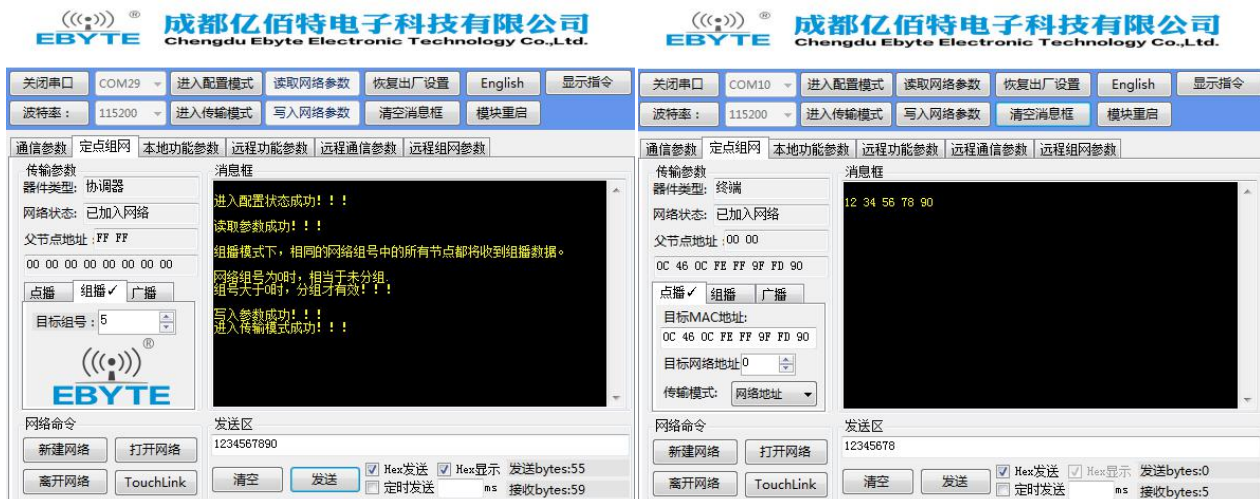 EBYTE ®
成都亿佰特电子科技有限公司
Chengdu Ebyte Electronic Technology Co.,Ltd.
关闭串口 COM29 进入配置模式 读取网络参数 恢复出厂设置 English 显示指令
波特率： 115200 进入传输模式 写入网络参数 清空消息框 模块重启
通信参数 定点组网 本地功能参数 远程功能参数 远程通信参数 远程组网参数
传输参数
器件类型: 协调器
网络状态: 已加入网络
父节点地址:FF FF
00 00 00 00 00 00 00 00
点播 组播✓ 广播
目标组号: 5
®
EBYTE
消息框
进入配置状态成功!!!
读取参数成功!!!
组播模式下，相同的网络组号中的所有节点都将收到组播数据。
网络组号为0时，相当于未分组.
组号大于0时，分组才有效!!!
写入参数成功!!!
进入传输模式成功!!!
网络命令
新建网络 打开网络
离开网络 TouchLink
发送区
1234567890
清空 发送 Hex发送 Hex显示 发送bytes:55
定时发送 ms 接收bytes:59
EBYTE ®
成都亿佰特电子科技有限公司
Chengdu Ebyte Electronic Technology Co.,Ltd.
关闭串口 COM10 进入配置模式 读取网络参数 恢复出厂设置 English 显示指令
波特率： 115200 进入传输模式 写入网络参数 清空消息框 模块重启
通信参数 定点组网 本地功能参数 远程功能参数 远程通信参数 远程组网参数
传输参数
器件类型: 终端
网络状态: 已加入网络
父节点地址:00 00
0C 46 0C FE FF 9F FD 90
点播✓ 组播 广播
目标MAC地址:
0C 46 0C FE FF 9F FD 90
目标网络地址 0
传输模式: 网络地址
消息框
12 34 56 78 90
网络命令
新建网络 打开网络
离开网络 TouchLink
发送区
12345678
清空 发送 Hex发送 Hex显示 发送bytes:0
定时发送 ms 接收bytes:5